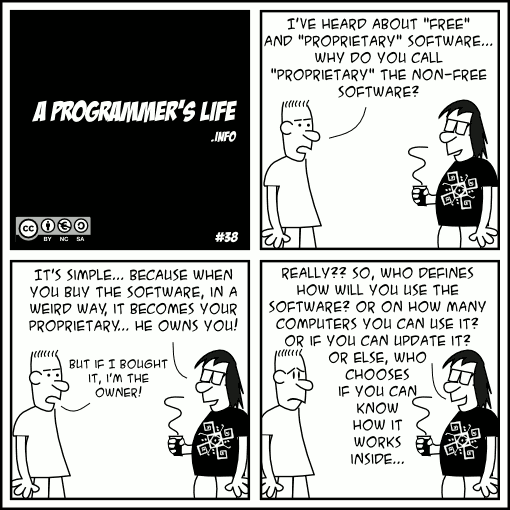 A PROGRAMMER'S LIFE
.INFO
CC
BY NC SA
#38
I'VE HEARD ABOUT "FREE"
AND "PROPRIETARY" SOFTWARE...
WHY DO YOU CALL
"PROPRIETARY" THE NON-FREE
SOFTWARE?
IT'S SIMPLE... BECAUSE WHEN
YOU BUY THE SOFTWARE, IN A
WEIRD WAY, IT BECOMES YOUR
PROPRIETARY... HE OWNS YOU!
BUT IF I BOUGHT
IT, I'M THE
OWNER!
REALLY?? SO, WHO DEFINES
HOW WILL YOU USE THE
SOFTWARE? OR ON HOW MANY
COMPUTERS YOU CAN USE IT?
OR IF YOU CAN UPDATE IT?
OR ELSE, WHO
CHOOSES
IF YOU CAN
KNOW
HOW IT
WORKS
INSIDE...